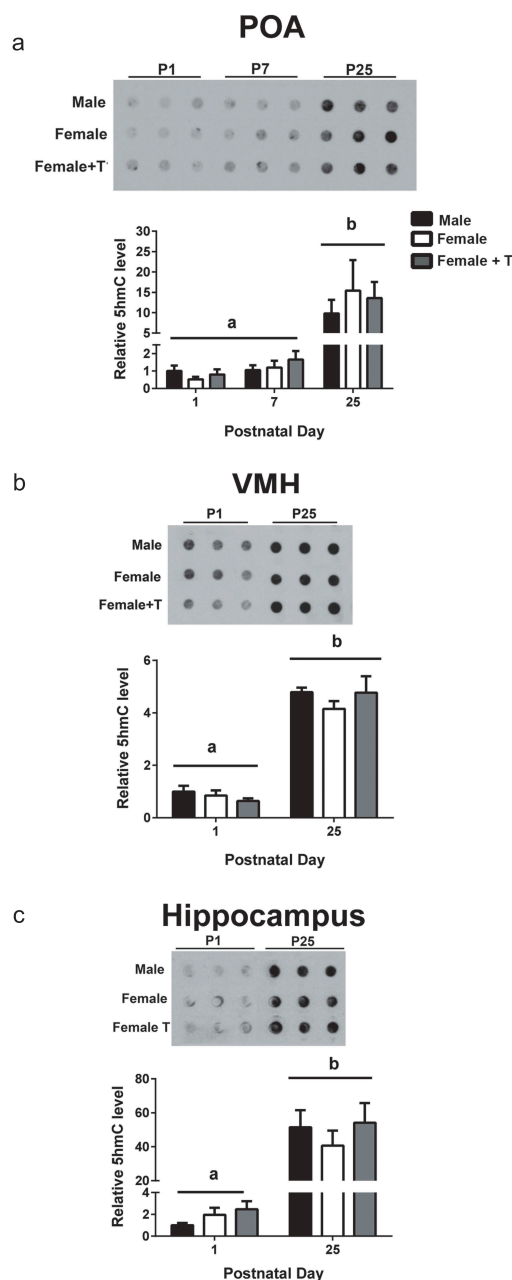 a
POA
P1 P7 P25
Male
Female
Female+T
30
25
20
15
10
5
2
1
0
Relative 5hmC level
a
b
1 7 25
Postnatal Day
Male
Female
Female + T
b
VMH
P1 P25
Male
Female
Female+T
6
4
2
0
Relative 5hmC level
a
b
1 25
Postnatal Day
c
Hippocampus
P1 P25
Male
Female
Female T
80
60
40
20
4
2
0
Relative 5hmC level
a
b
1 25
Postnatal Day